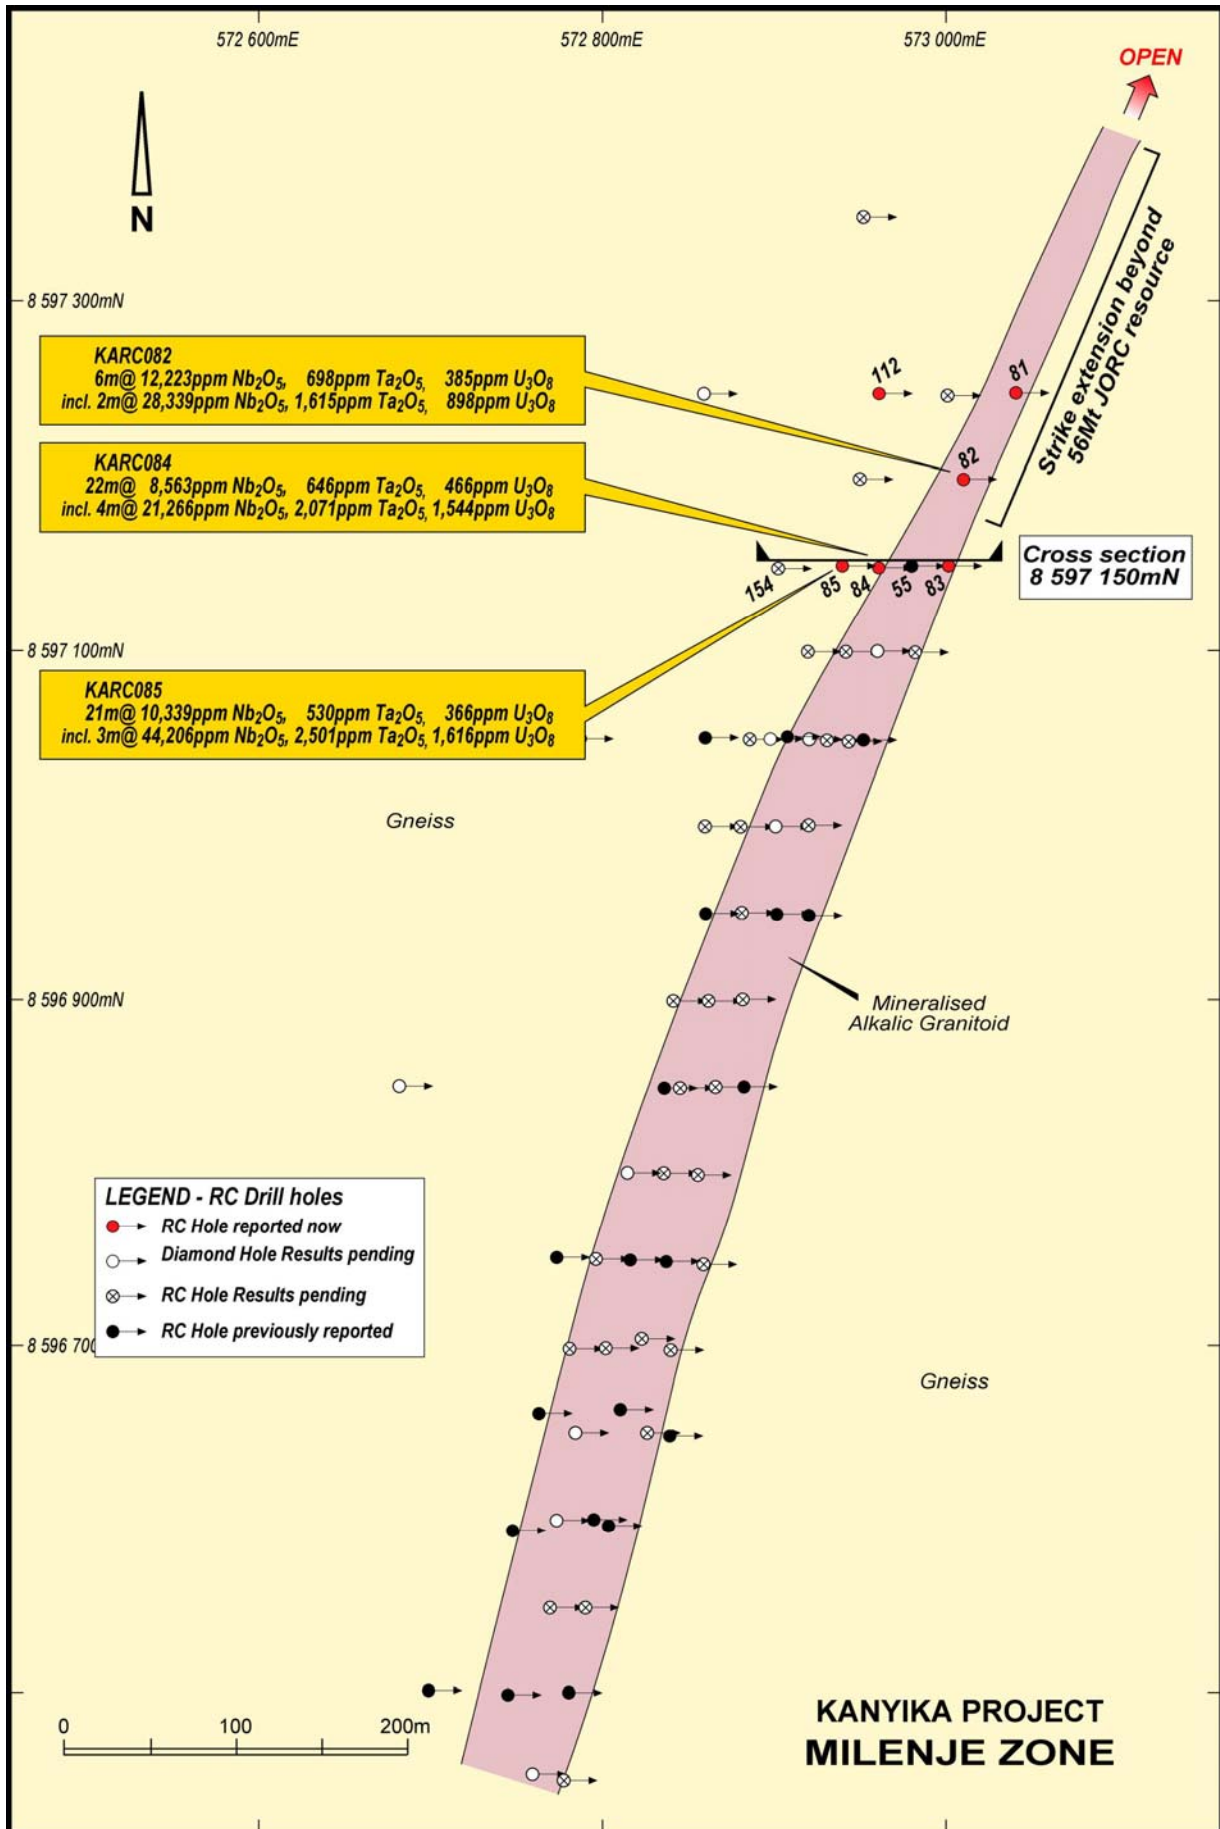 572 600mE 572 800mE 573 000mE
OPEN
N
8 597 300mN
Strike extension beyond
56Mt JORC resource
112
81
82
KARC082
6m@ 12,223ppm Nb2O5, 698ppm Ta2O5, 385ppm U3O8
incl. 2m@ 28,339ppm Nb2O5, 1,615ppm Ta2O5, 898ppm U3O8
KARC084
22m@ 8,563ppm Nb2O5, 646ppm Ta2O5, 466ppm U3O8
incl. 4m@ 21,266ppm Nb2O5, 2,071ppm Ta2O5, 1,544ppm U3O8
Cross section
8 597 150mN
154 85 84 55 83
8 597 100mN
KARC085
21m@ 10,339ppm Nb2O5, 530ppm Ta2O5, 366ppm U3O8
incl. 3m@ 44,206ppm Nb2O5, 2,501ppm Ta2O5, 1,616ppm U3O8
Gneiss
8 596 900mN
Mineralised
Alkalic Granitoid
LEGEND - RC Drill holes
RC Hole reported now
Diamond Hole Results pending
RC Hole Results pending
RC Hole previously reported
8 596 700
Gneiss
0 100 200m
KANYIKA PROJECT
MILENJE ZONE